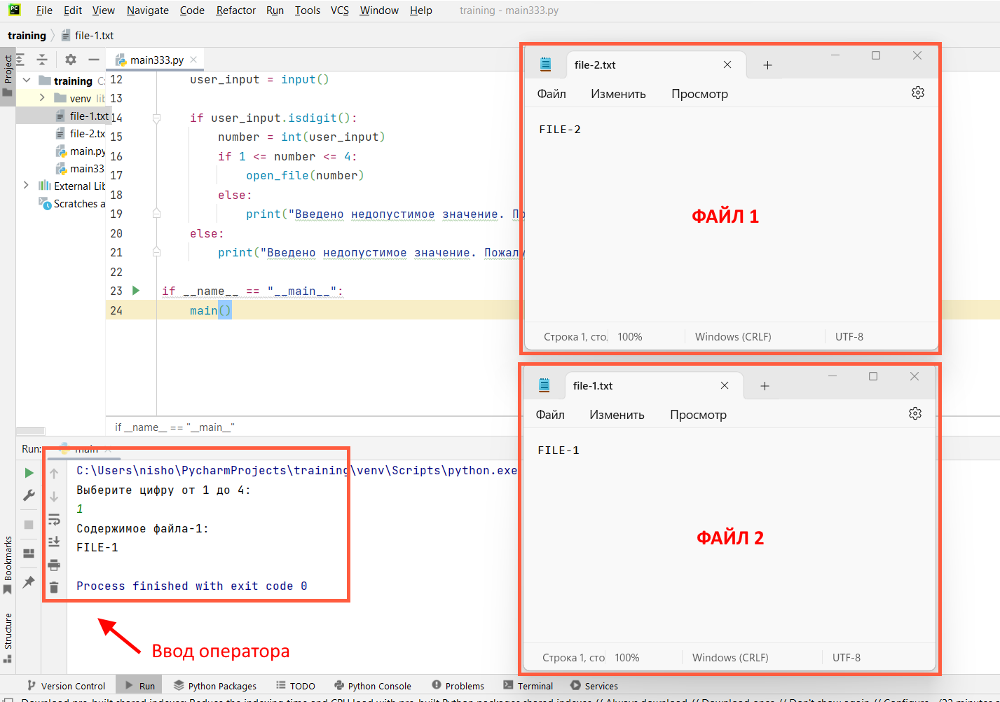 PC File Edit View Navigate Code Refactor Run Tools VCS Window Help training - main333.py
training file-1.txt
Project
main333.py
training C:
venv lib
file-1.txt
file-2.tx
main.py
main33
External Lib
Scratches a
12 user_input = input()
13
14 if user_input.isdigit():
15 number = int(user_input)
16 if 1 <= number <= 4:
17 open_file(number)
18 else:
19 print("Введено недопустимое значение. По
20 else:
21 print("Введено недопустимое значение. Пожалу
22
23 if __name__ == "__main__":
24 main()
if __name__ == "__main__"
file-2.txt
Файл Изменить Просмотр
FILE-2
ФАЙЛ 1
Строка 1, сто. 100% Windows (CRLF) UTF-8
file-1.txt
Файл Изменить Просмотр
FILE-1
ФАЙЛ 2
Строка 1, сто 100% Windows (CRLF) UTF-8
Run: main
C:\Users\nisho\PycharmProjects\training\venv\Scripts\python.exe
Выберите цифру от 1 до 4:
1
Содержимое файла-1:
FILE-1
Process finished with exit code 0
Ввод оператора
Bookmarks
Structure
Version Control Run Python Packages TODO Python Console Problems Terminal Services